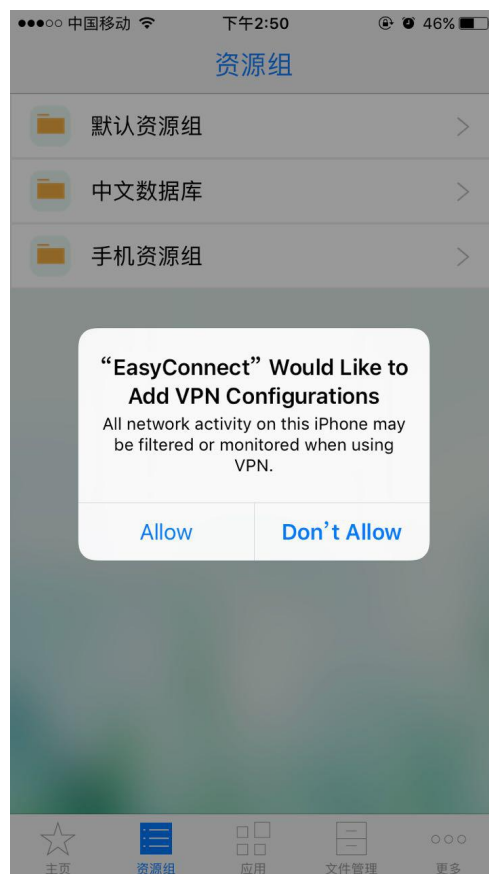 中国移动 下午2:50 46%
资源组
默认资源组
中文数据库
手机资源组
“EasyConnect” Would Like to
Add VPN Configurations
All network activity on this iPhone may
be filtered or monitored when using
VPN.
Allow Don't Allow
主页 资源组 应用 文件管理 更多